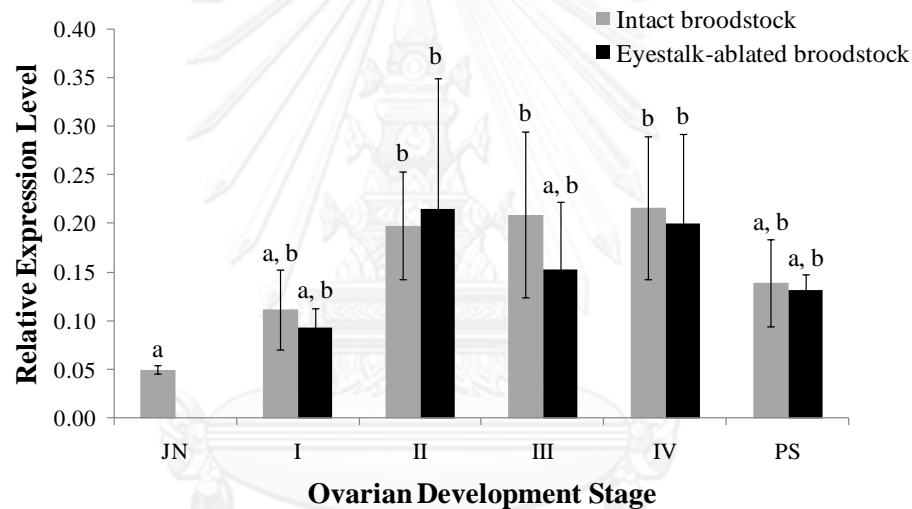 Intact broodstock
Eyestalk-ablated broodstock
Relative Expression Level
0.40
0.35
0.30
0.25
0.20
0.15
0.10
0.05
0.00
a
a, b
a, b
b
b
b
a, b
b
b
a, b
a, b
JN I II III IV PS
Ovarian Development Stage